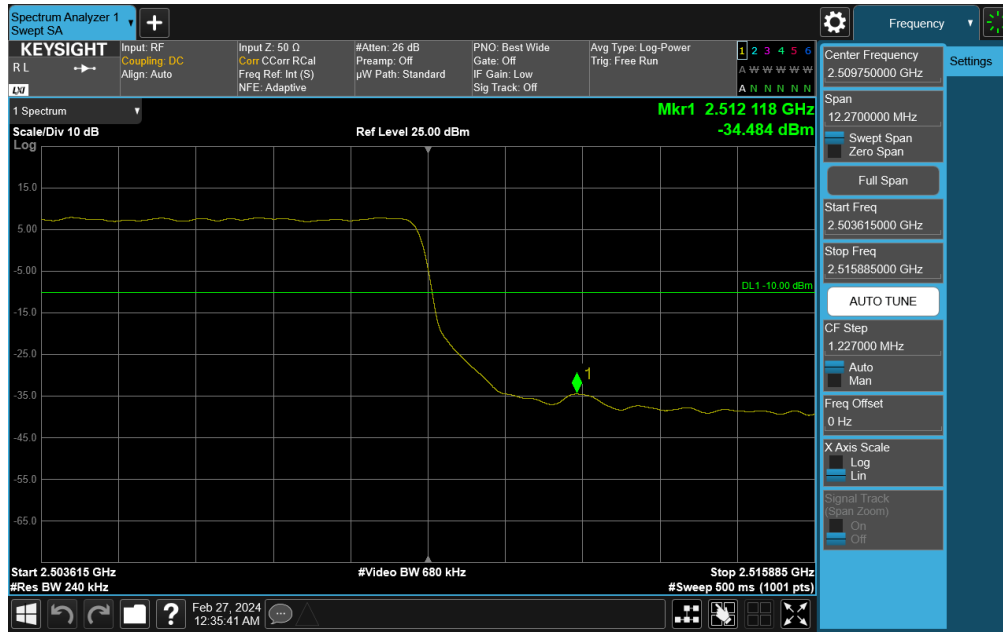 Spectrum Analyzer 1
Swept SA
Frequency
KEYSIGHT
R L
LXI
Input: RF
Coupling: DC
Align: Auto
Input Z: 50 Ω
Corr CCorr RCal
Freq Ref: Int (S)
NFE: Adaptive
#Atten: 26 dB
Preamp: Off
µW Path: Standard
PNO: Best Wide
Gate: Off
IF Gain: Low
Sig Track: Off
Avg Type: Log-Power
Trig: Free Run
1 2 3 4 5 6
A W W W W W
A N N N N N
1 Spectrum
Scale/Div 10 dB
Log
Ref Level 25.00 dBm
Mkr1 2.512 118 GHz
-34.484 dBm
15.0
5.00
-5.00
-15.0
-25.0
-35.0
-45.0
-55.0
-65.0
DL1 -10.00 dBm
1
Start 2.503615 GHz
#Res BW 240 kHz
#Video BW 680 kHz
Stop 2.515885 GHz
#Sweep 500 ms (1001 pts)
Feb 27, 2024
12:35:41 AM
?
Center Frequency
2.509750000 GHz
Span
12.2700000 MHz
Swept Span
Zero Span
Full Span
Start Freq
2.503615000 GHz
Stop Freq
2.515885000 GHz
AUTO TUNE
CF Step
1.227000 MHz
Auto
Man
Freq Offset
0 Hz
X Axis Scale
Log
Lin
Signal Track
(Span Zoom)
On
Off
Settings